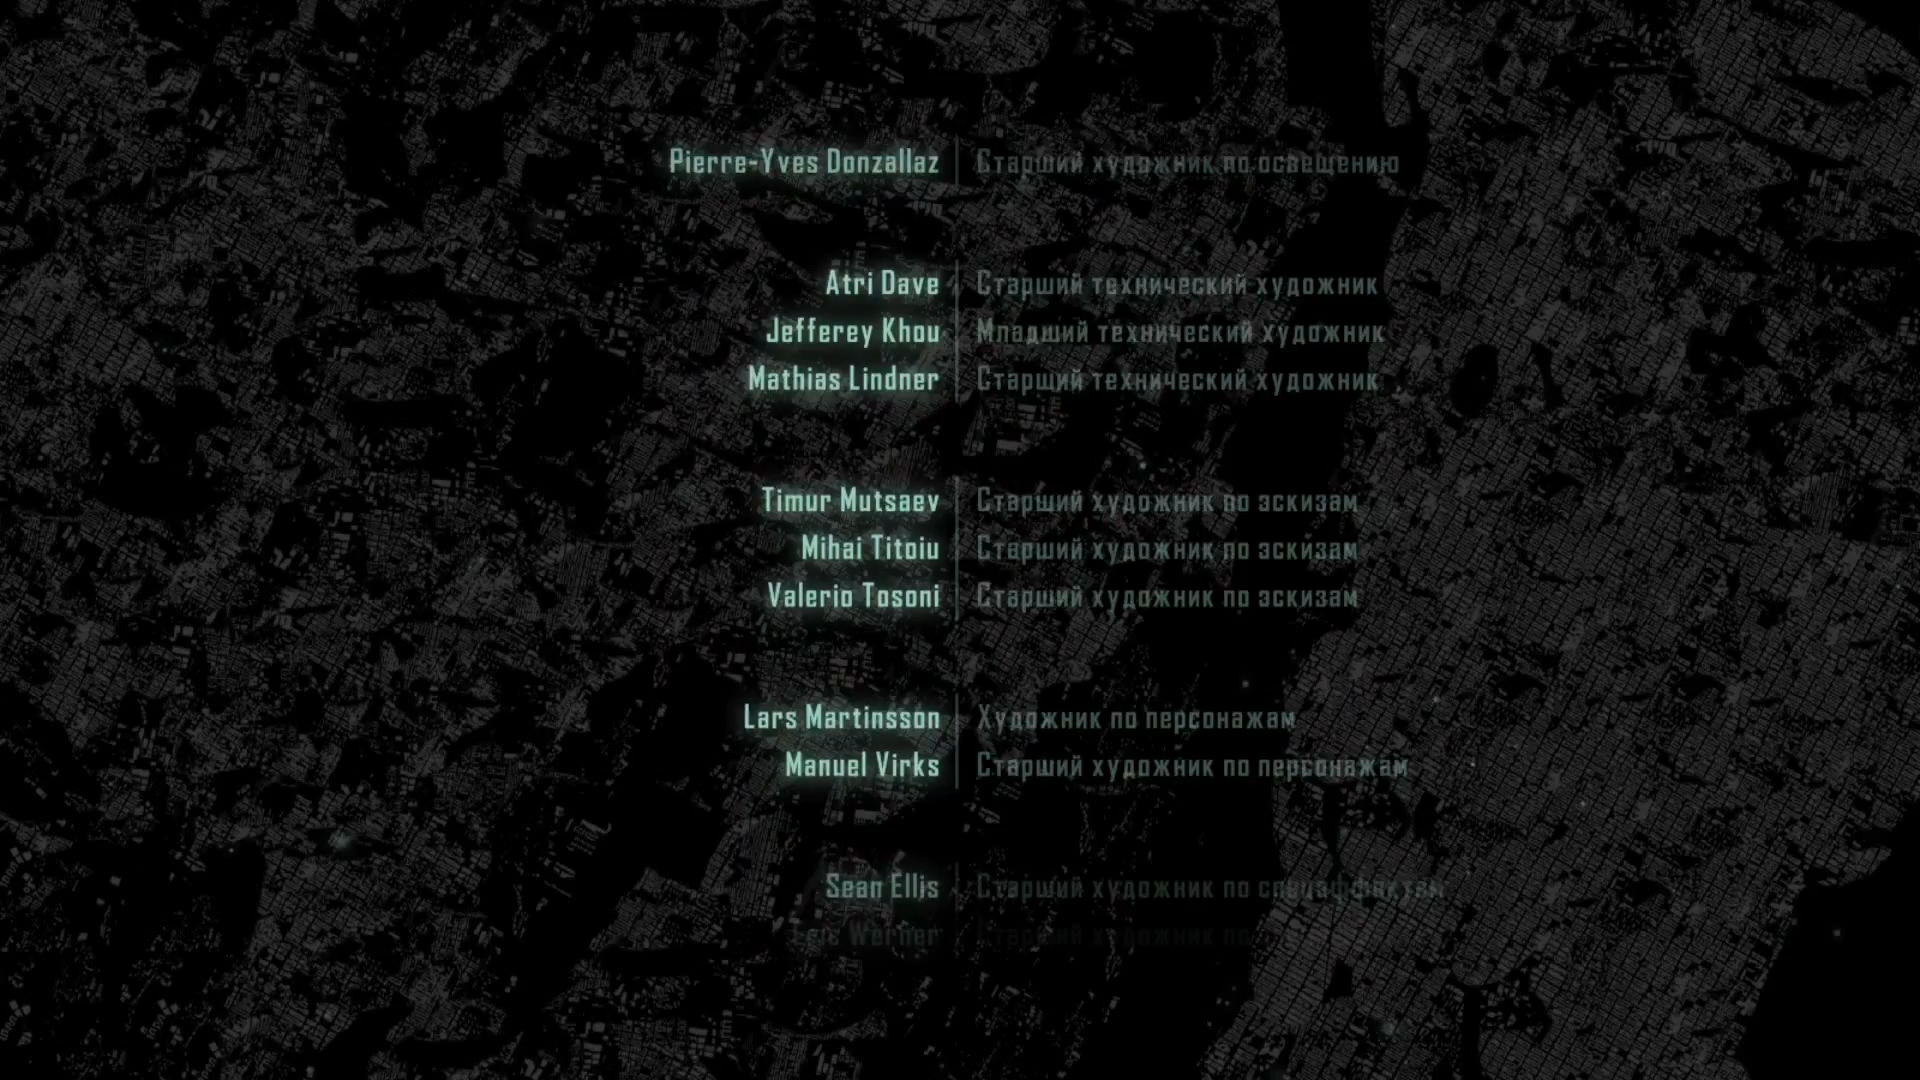 Pierre-Yves Donzallaz Старший художник по освещению
Atri Dave Старший технический художник
Jefferey Khou Младший технический художник
Mathias Lindner Старщий технический художник
Timur Mutsaev Старший художник по эскизам
Mihai Titoiu Старший художник по эскизам
Valerio Tosoni Старший художник по эскизам
Lars Martinsson Художник по персонажам
Manuel Virks Старший художник по персонажам
Sean Ellis Старший художник по спецэффектам
Старший художник по